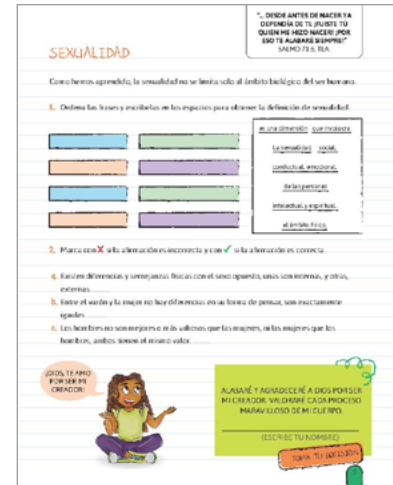 "... DESDE ANTES DE NACER YA
DEPENDÍA DE TI, ¡FUISTE TÚ
QUIEN ME HIZO NACER! ¡POR
ESO TE ALABARÉ SIEMPRE!"
SALMO 71:6, TLA.
SEXUALIDAD
Como hemos aprendido, la sexualidad no se limita solo al ámbito biológico del ser humano.
1. Ordena las frases y escríbelas en los espacios para obtener la definición de sexualidad.
es una dimensión que involucra
La sexualidad social,
conductual, emocional,
de las personas
intelectual, y espiritual.
el ámbito físico,
2. Marca con X si la afirmación es incorrecta y con ✓ si la afirmación es correcta.
a. Existen diferencias y semejanzas físicas con el sexo opuesto, unas son internas, y otras,
externas.
b. Entre el varón y la mujer no hay diferencias en su forma de pensar, son exactamente
iguales.
c. Los hombres no son mejores o más valiosos que las mujeres, ni las mujeres que los
hombres, ambos tienen el mismo valor.
¡DIOS, TE AMO
POR SER MI
CREADOR!
ALABARÉ Y AGRADECERÉ A DIOS POR SER
MI CREADOR. VALORARÉ CADA PROCESO
MARAVILLOSO DE MI CUERPO.
(ESCRIBE TU NOMBRE)
TOMA TU DECISIÓN